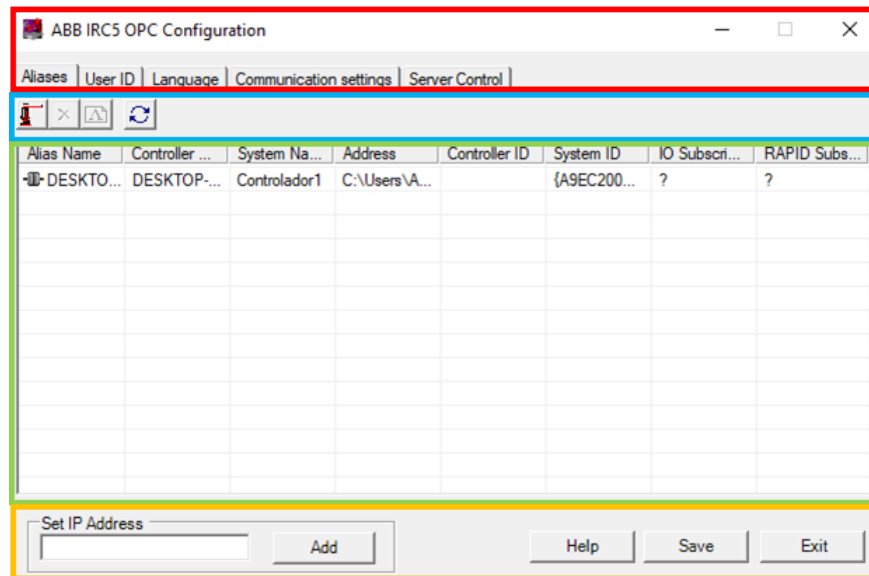 ABB IRC5 OPC Configuration
Aliases User ID Language Communication settings Server Control
Alias Name Controller ... System Na... Address Controller ID System ID IO Subscri... RAPID Subs...
DESKTO... DESKTOP-... Controlador1 C:\Users\A... {A9EC200... ? ?
Set IP Address
Add Help Save Exit